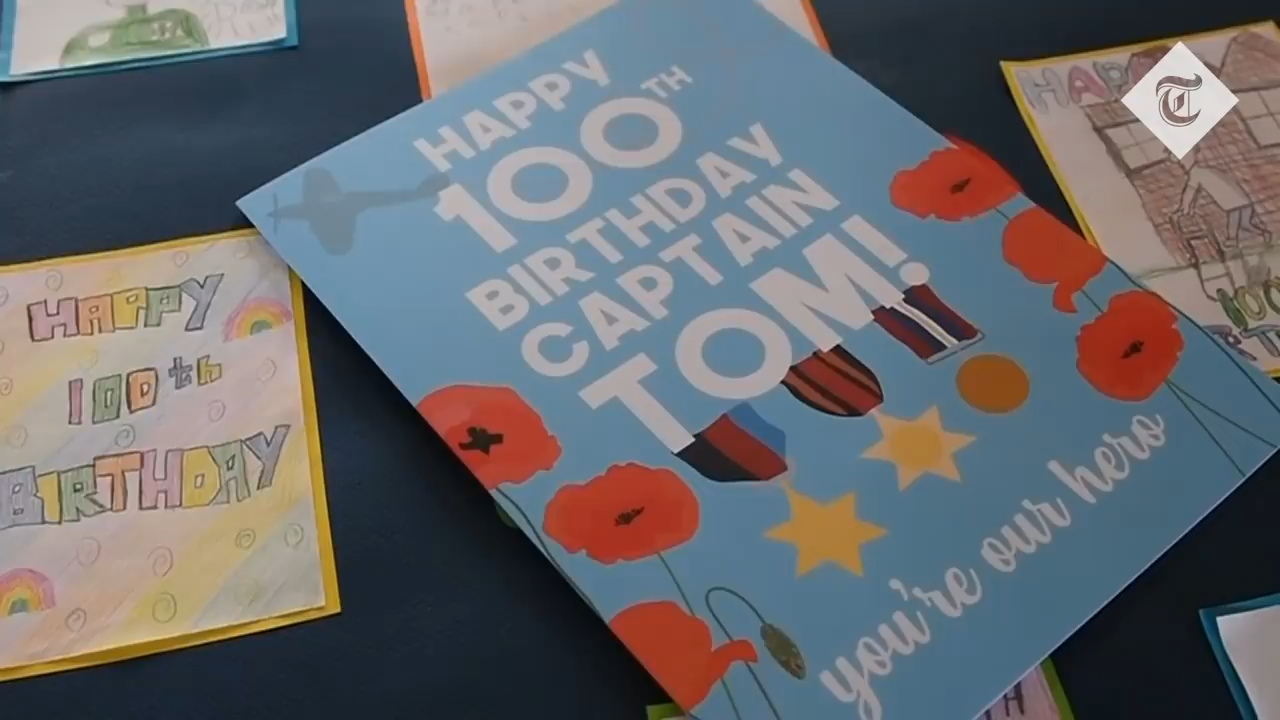 HAPPY
100TH
BIRTHDAY
CAPTAIN
TOM!
you're our hero
HAPPY
100th
BIRTHDAY
T